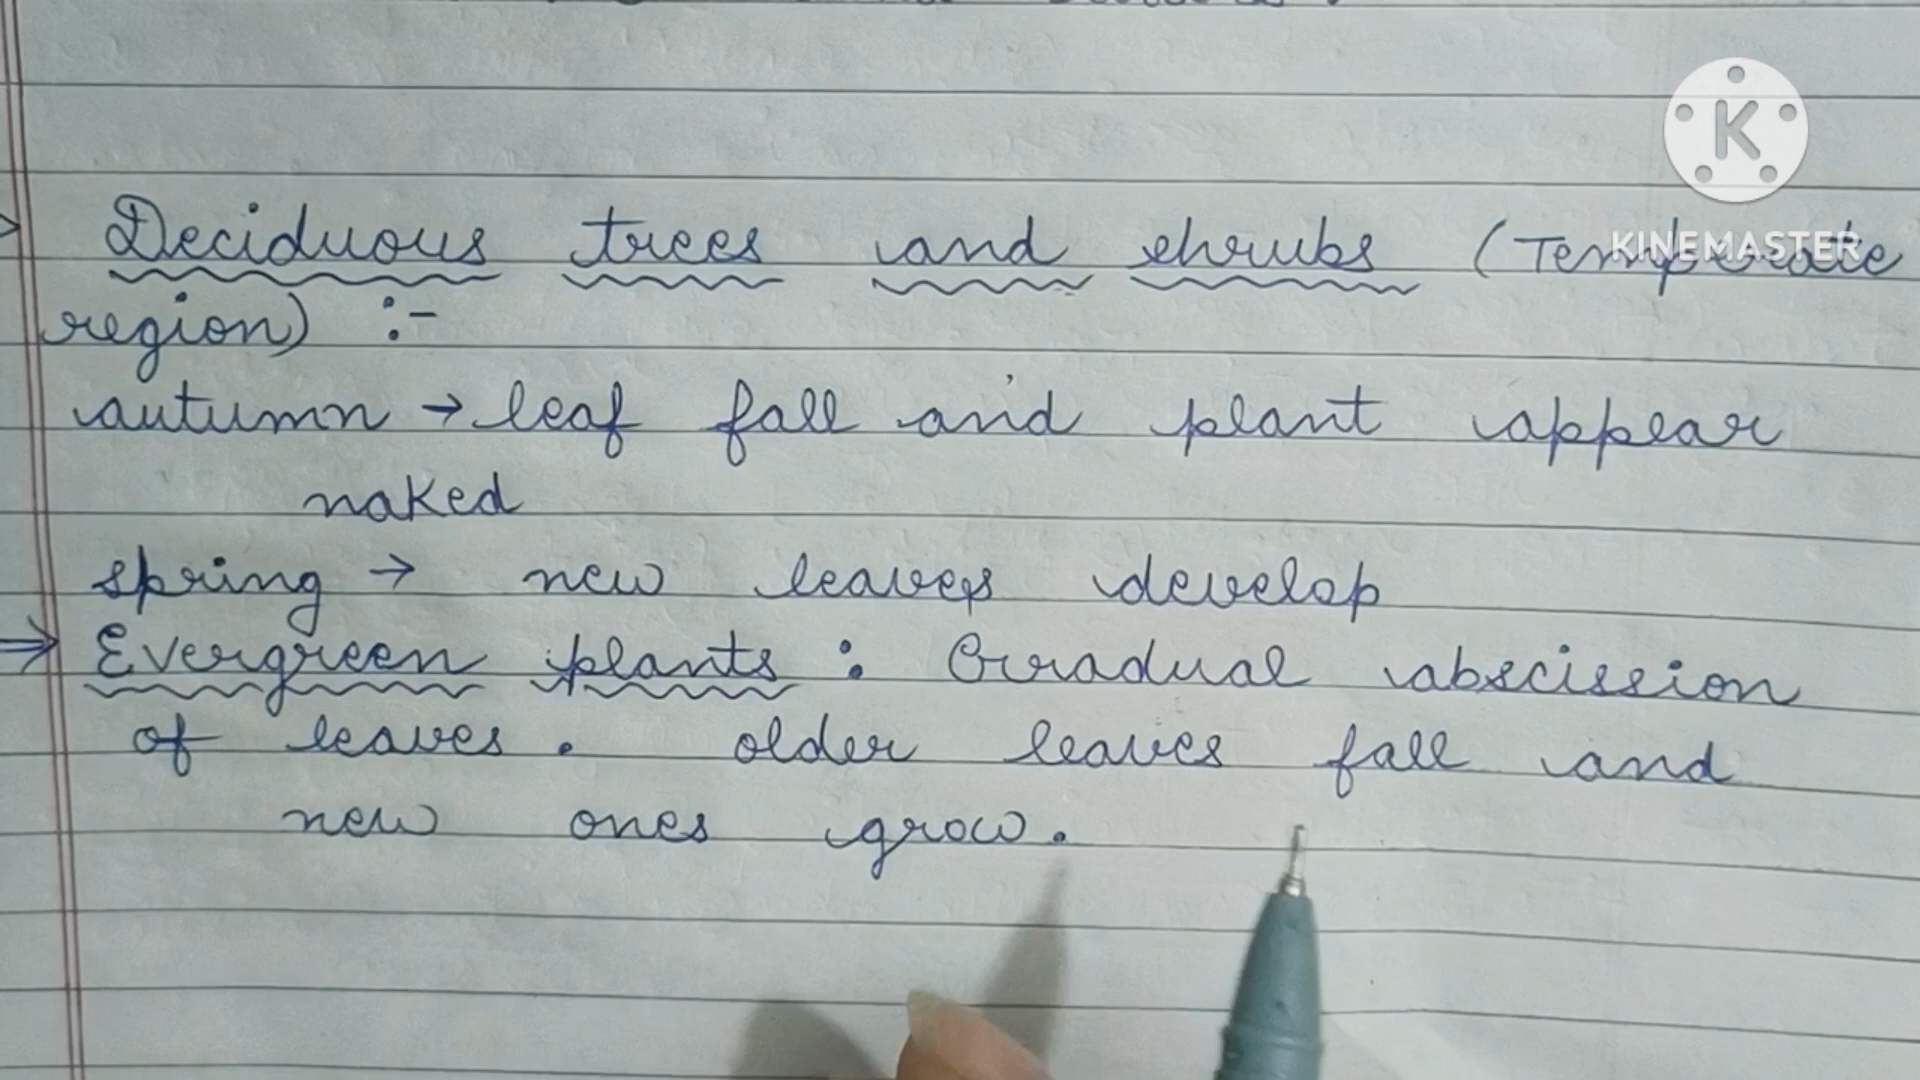 Deciduous trees and shrubs (Temperate
region) :-
autumn → leaf fall and plant appear
naked
spring → new leaves develop
⇒ Evergreen plants : Gradual abscission
of leaves. older leaves fall and
new ones grow.
K
KINEMASTER